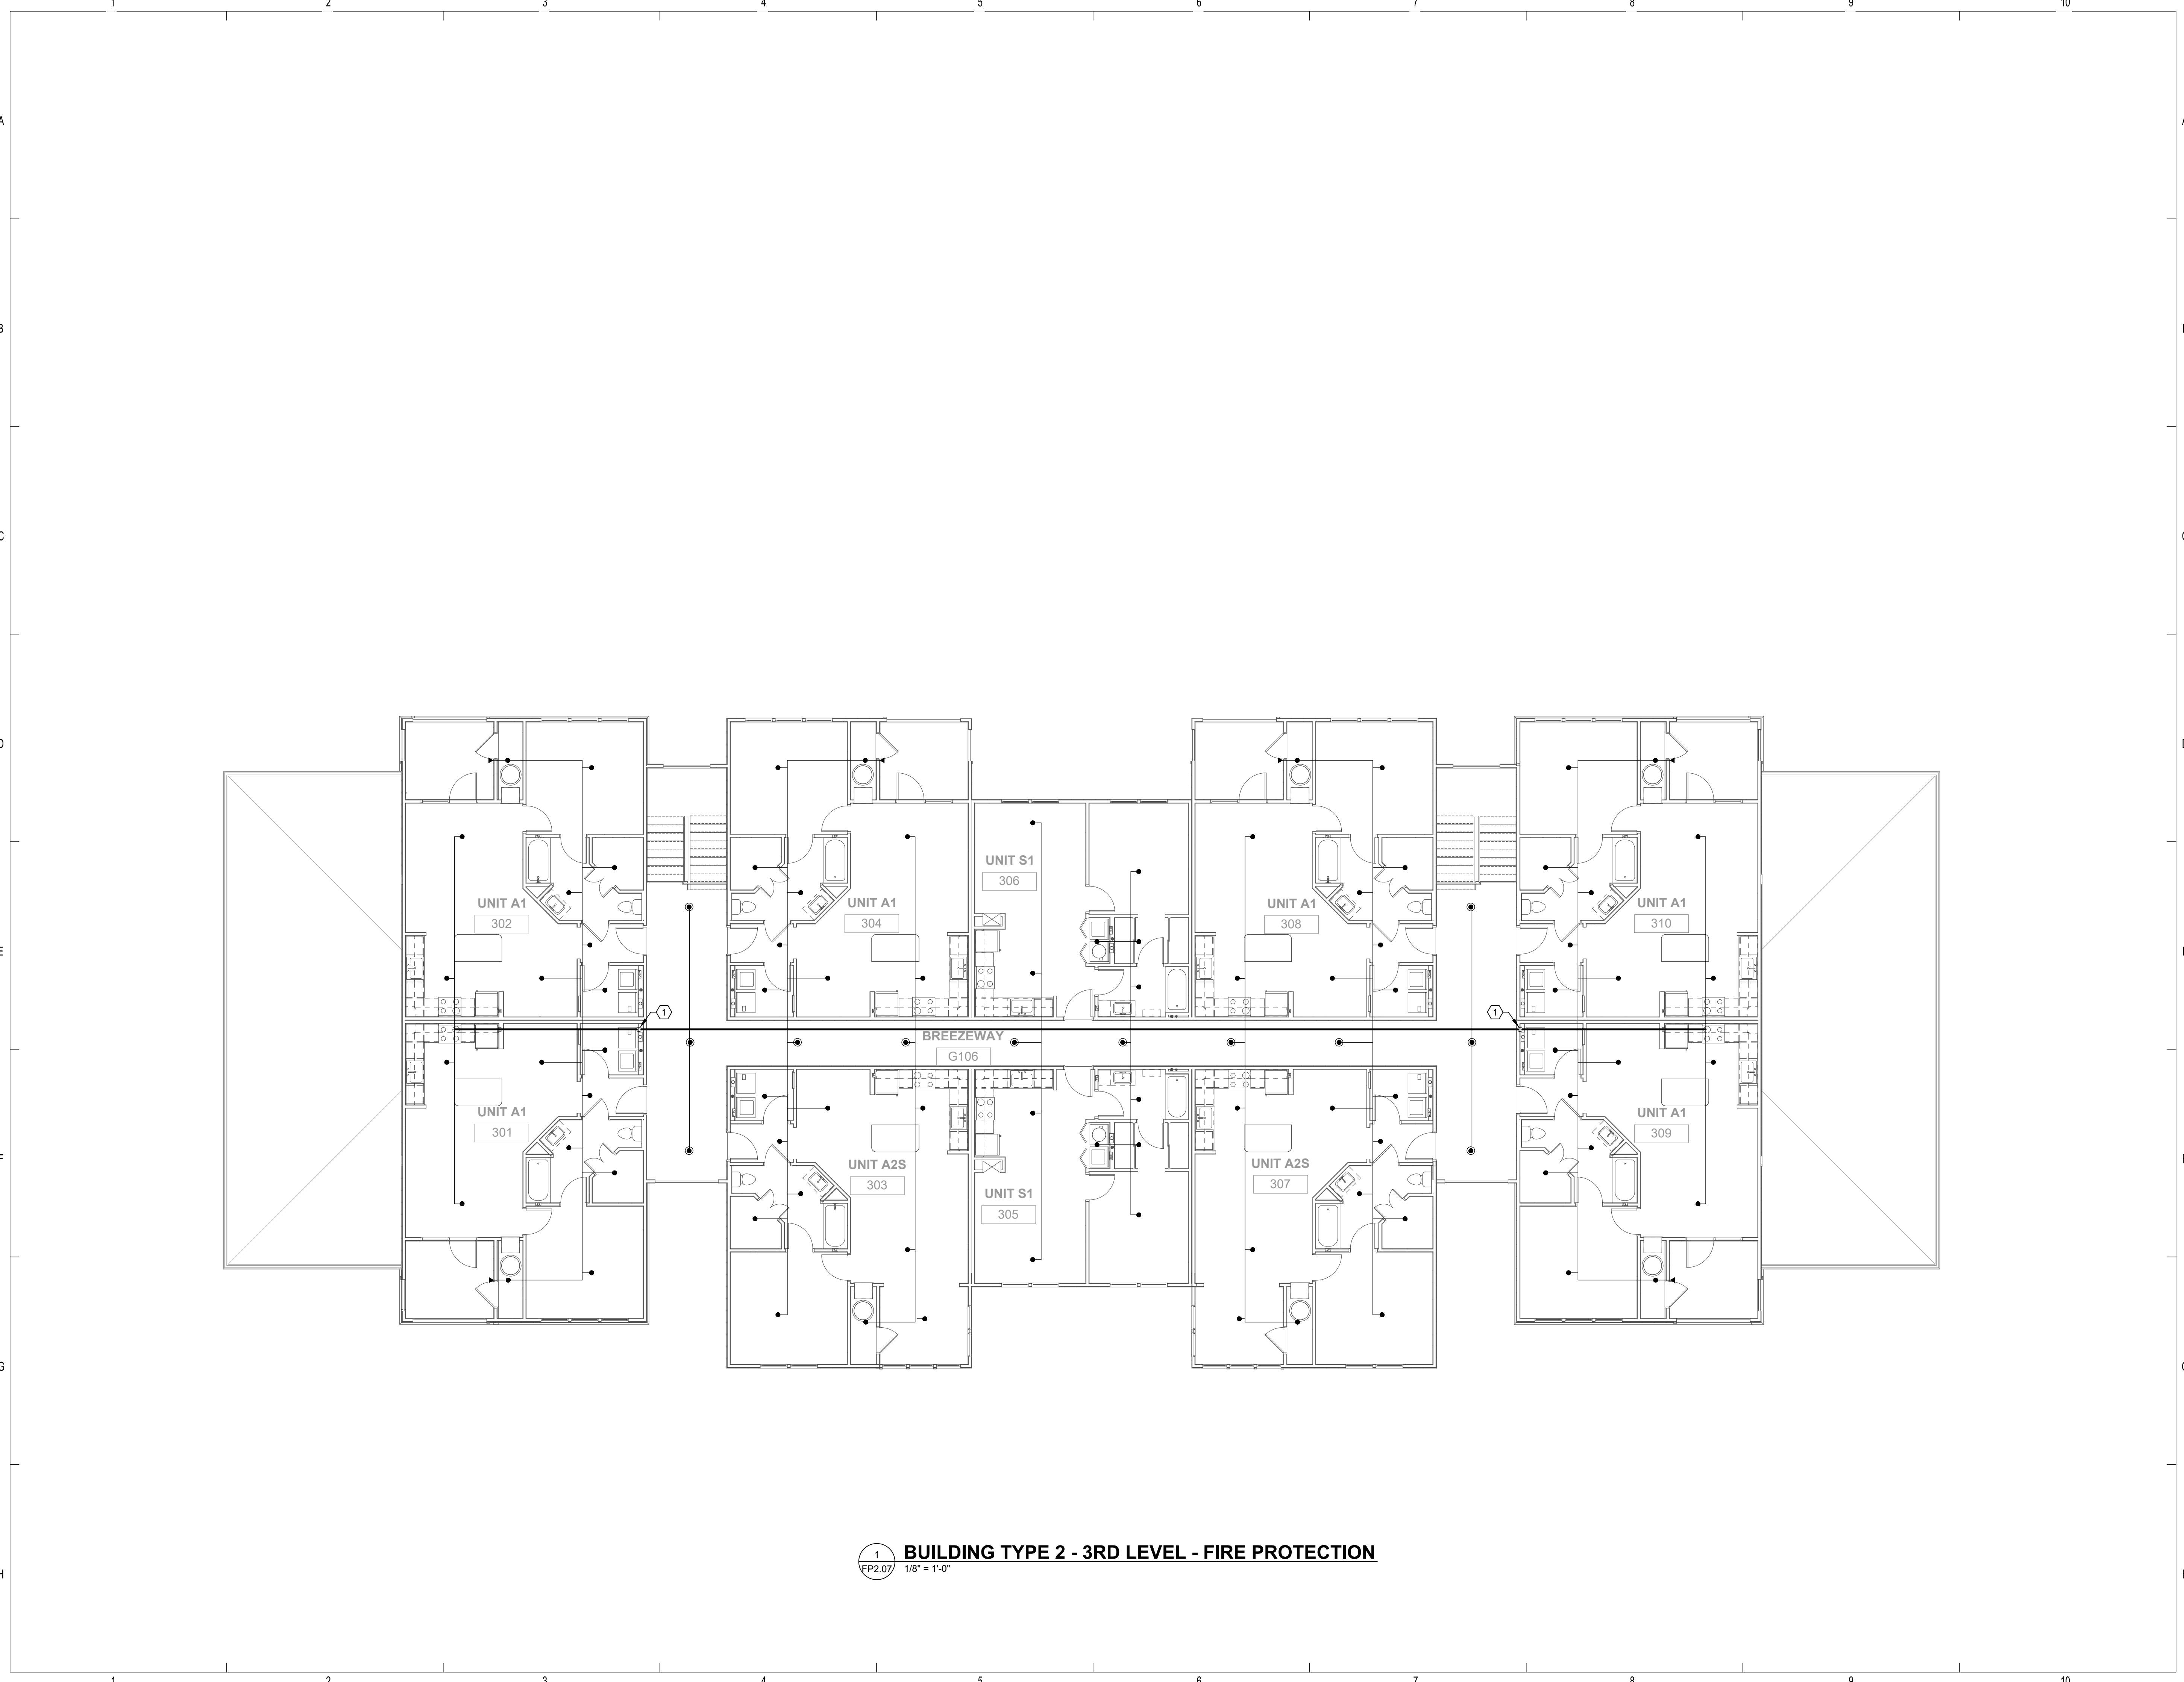 1 2 3 4 5 6 7 8 9 10
A
B
C
D D
E
UNIT S1
306
UNIT A1
302
UNIT A1
304
UNIT A1
308
UNIT A1
310
1
1
BREEZEWAY
G106
UNIT A1
301
UNIT A1
309
UNIT A2S
303
UNIT A2S
307
UNIT S1
305
F
G
H
1
FP2.07
BUILDING TYPE 2 - 3RD LEVEL - FIRE PROTECTION
1/8" = 1'-0"
1 2 3 4 5 6 7 8 9 10